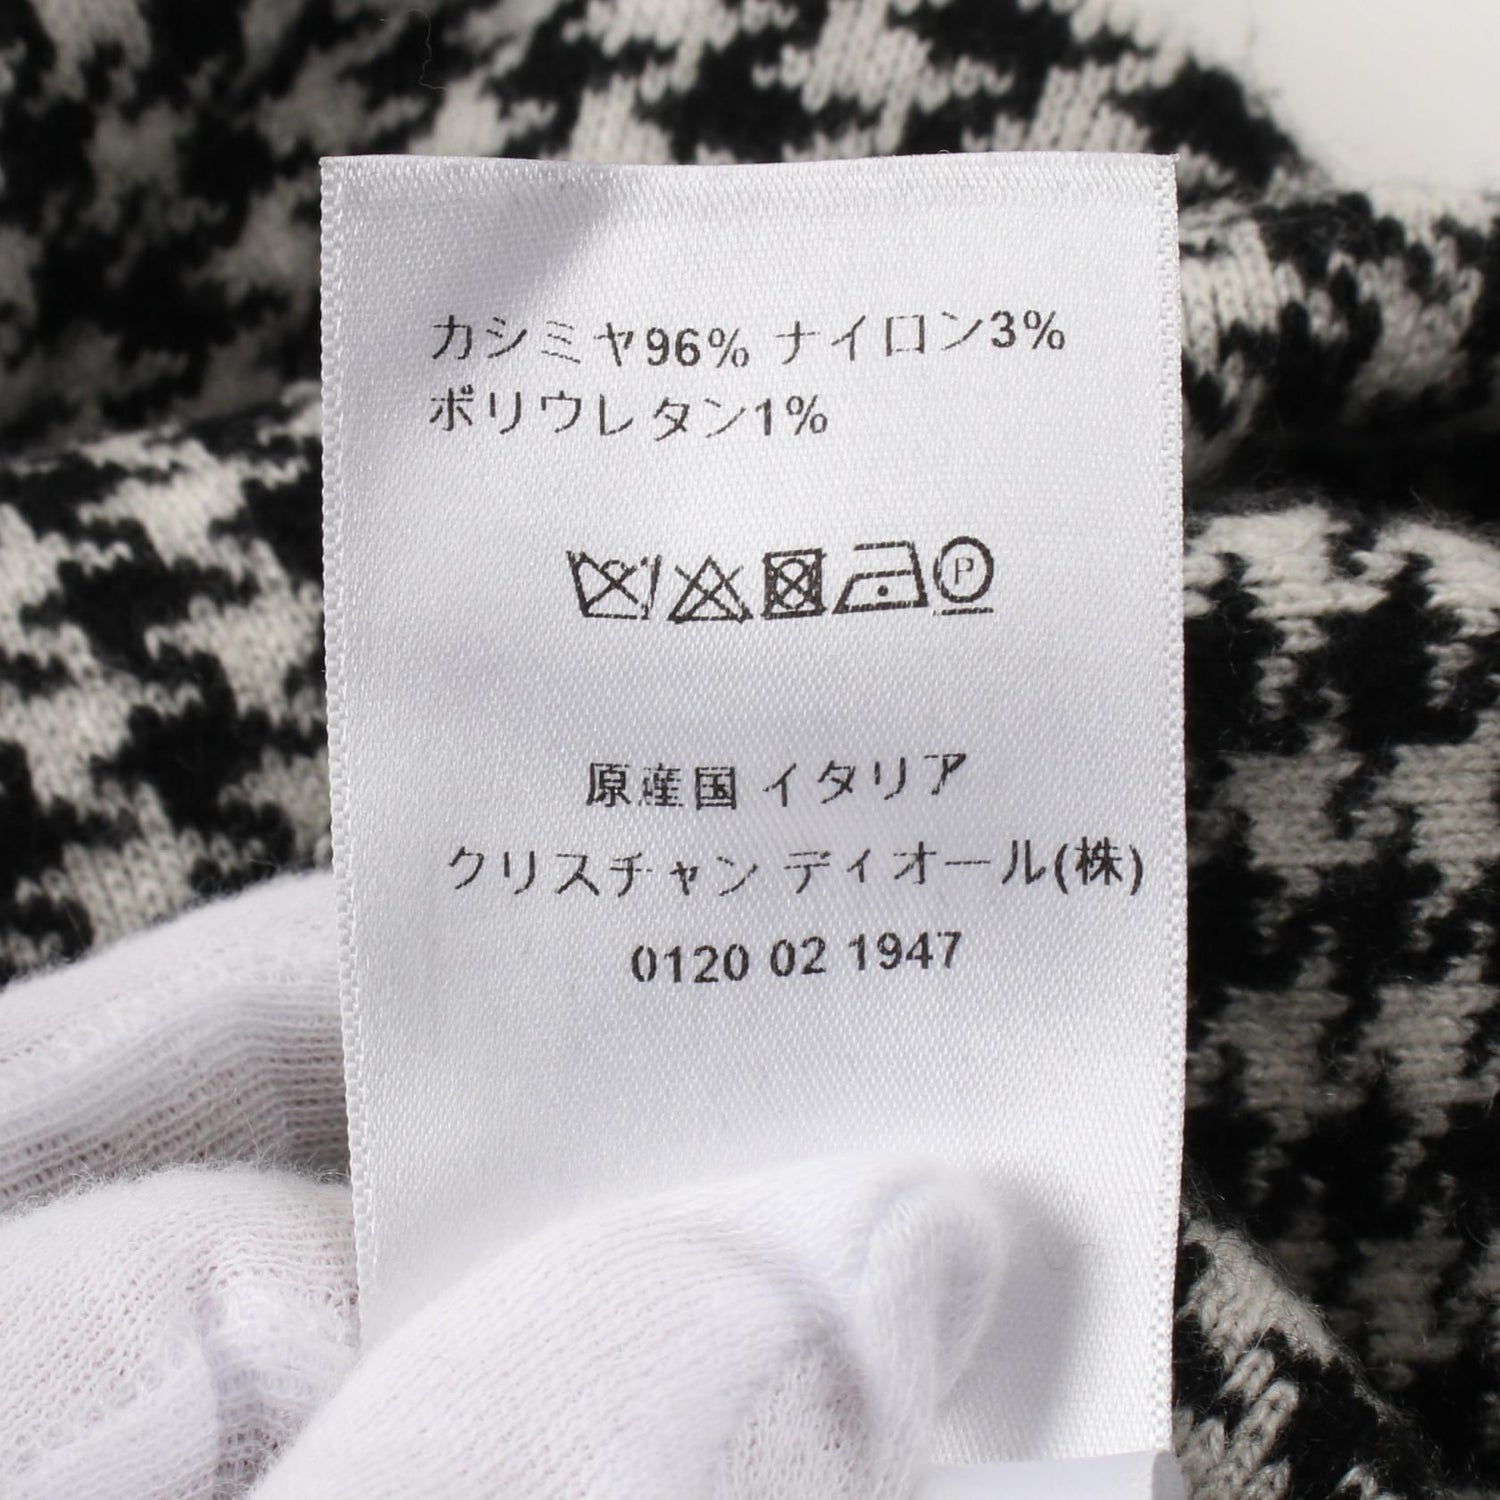 カシミヤ96% ナイロン3%
ポリウレタン1%
P
原産国 イタリア
クリスチャン ディオール(株)
0120 02 1947